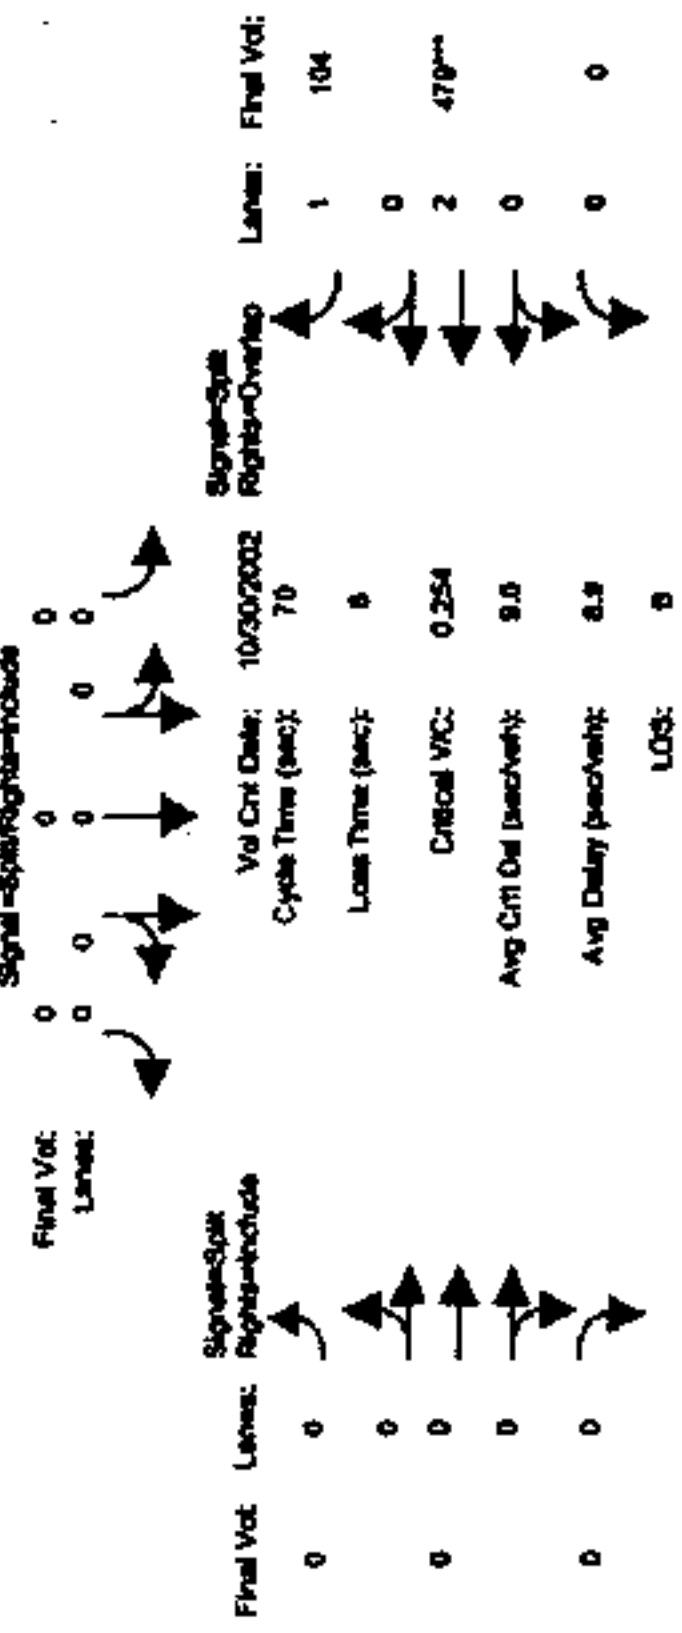 Signal=Split/Rights=Include
Final Vol: 0 0 0
Lanes: 0 0 0 0 0
Signal=Split
Rights=Include
Signal=Split
Rights=Overlap
Final Vol: Lanes:
Vol Cnt Date: 10/30/2002
Lanes: Final Vol:
0 0
Cycle Time (sec): 70
1 104
0
Loss Time (sec):
0
0 0
Critical V/C: 0.254
2 479***
0
Avg Crit Del (sec/veh):
0
0 0
Avg Delay (sec/veh): 8.9
0 0
LOS: